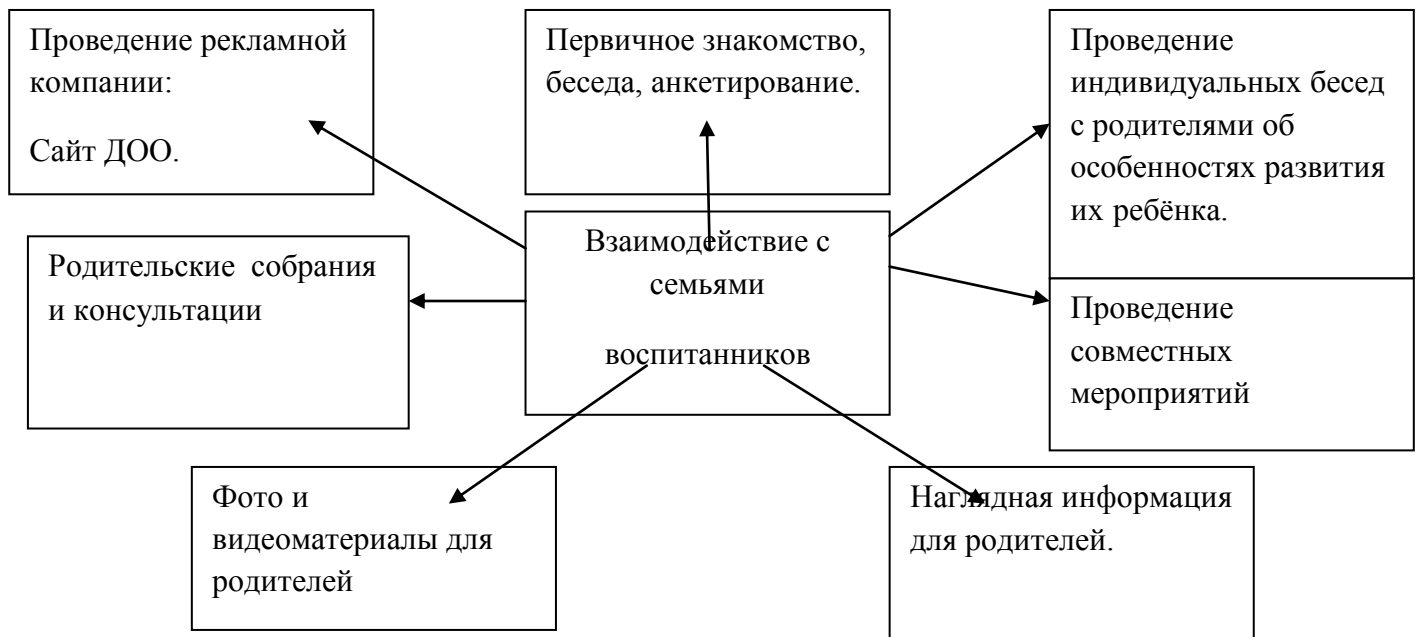 Проведение рекламной
компании:
Сайт ДОО.
Первичное знакомство,
беседа, анкетирование.
Проведение
индивидуальных бесед
с родителями об
особенностях развития
их ребёнка.
Родительские собрания
и консультации
Взаимодействие с
семьями
воспитанников
Проведение
совместных
мероприятий
Фото и
видеоматериалы для
родителей
Наглядная информация
для родителей.